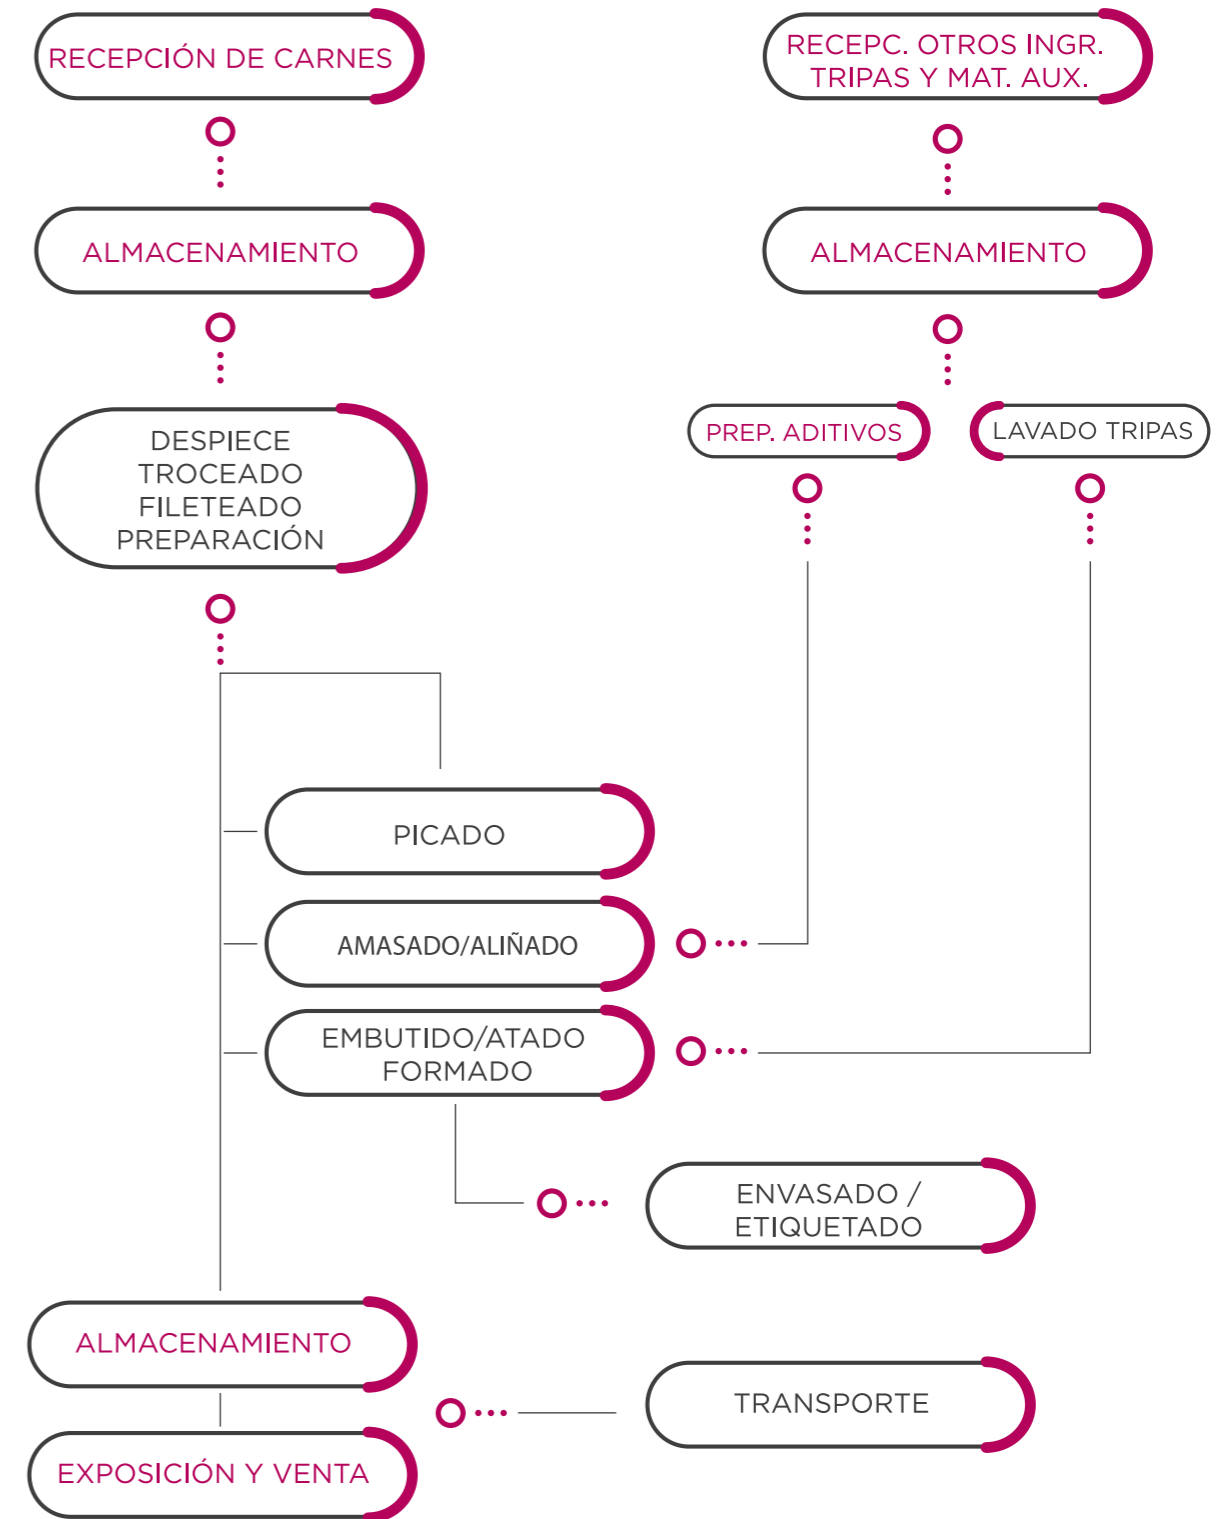 RECEPCIÓN DE CARNES
RECEPC. OTROS INGR.
TRIPAS Y MAT. AUX.
ALMACENAMIENTO
ALMACENAMIENTO
DESPIECE
TROCEADO
FILETEADO
PREPARACIÓN
PREP. ADITIVOS
LAVADO TRIPAS
PICADO
AMASADO/ALIÑADO
EMBUTIDO/ATADO
FORMADO
ENVASADO /
ETIQUETADO
ALMACENAMIENTO
TRANSPORTE
EXPOSICIÓN Y VENTA